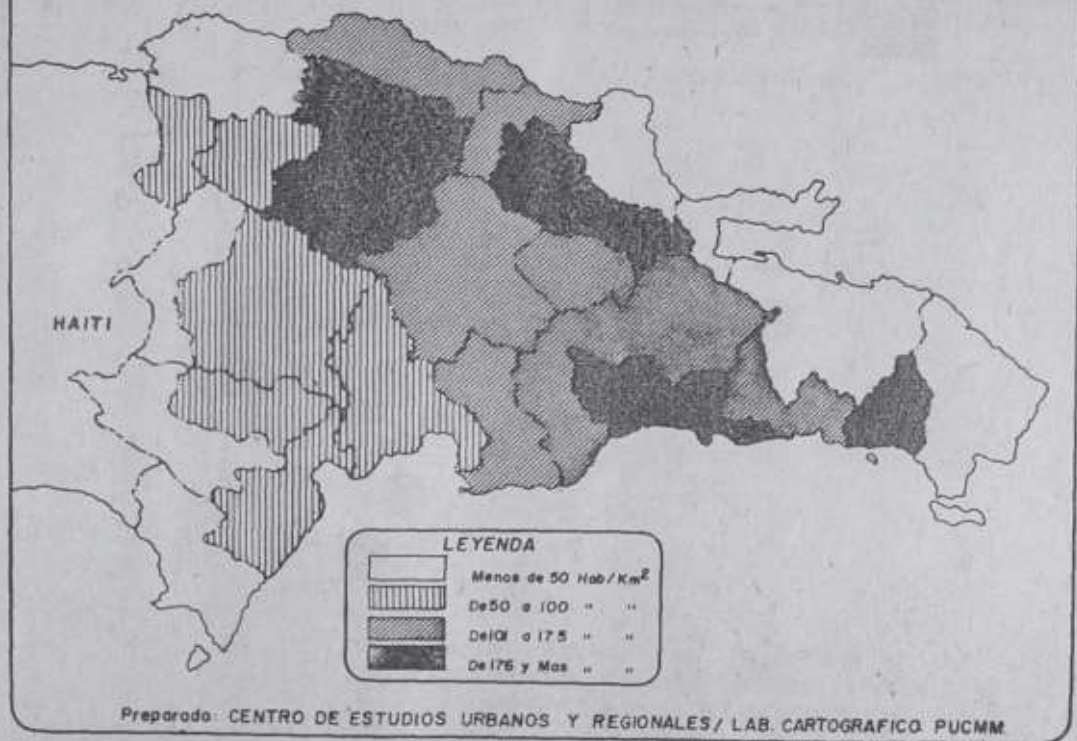 HAITI
LEYENDA
Menos de 50 Hab/Km²
De 50 a 100 " "
De 101 a 175 " "
De 176 y Mas " "
Preparado: CENTRO DE ESTUDIOS URBANOS Y REGIONALES/ LAB. CARTOGRAFICO PUCMM